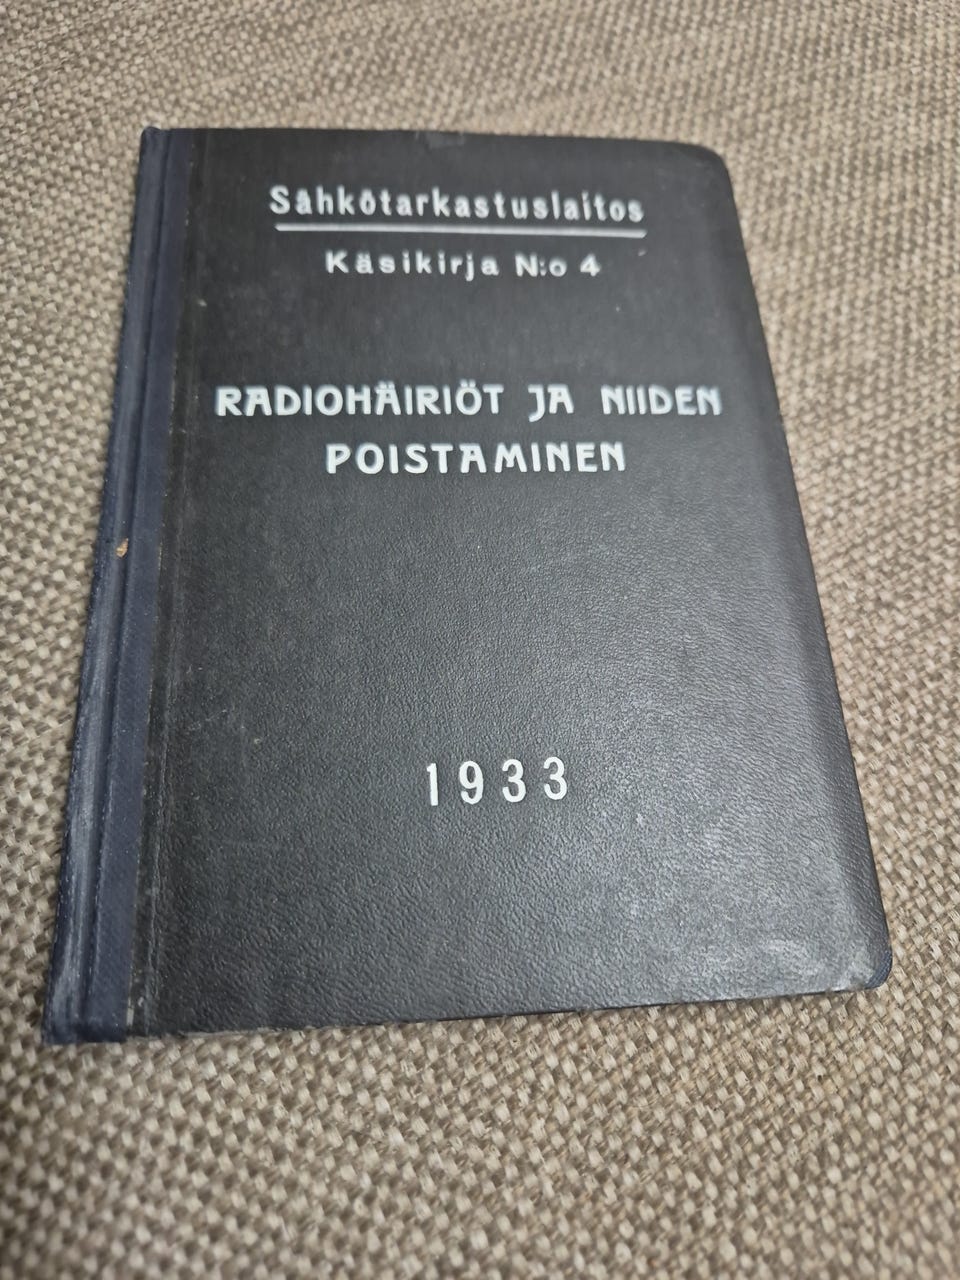 Sähkötarkastuslaitos
Käsikirja N:o 4
RADIOHÄIRIÖT JA NIIDEN
POISTAMINEN
1933